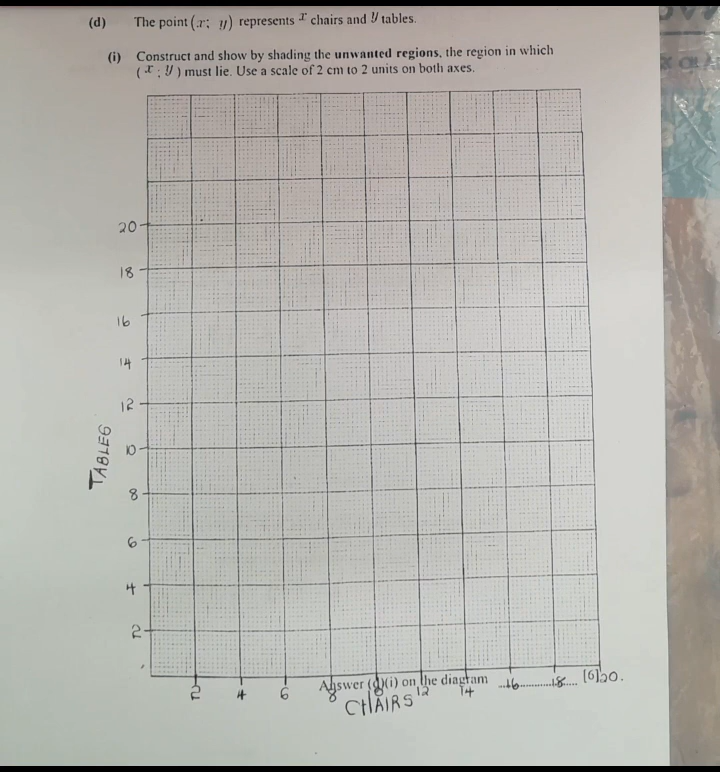 (d) The point (x; y) represents x chairs and y tables.
(i) Construct and show by shading the unwanted regions, the region in which
(x ; y) must lie. Use a scale of 2 cm to 2 units on both axes.
20
18
16
14
12
10
8
6
4
2
TABLES
2 4 6 8 12 14 16 18 20.
Answer (d)(i) on the diagram [6]
CHAIRS